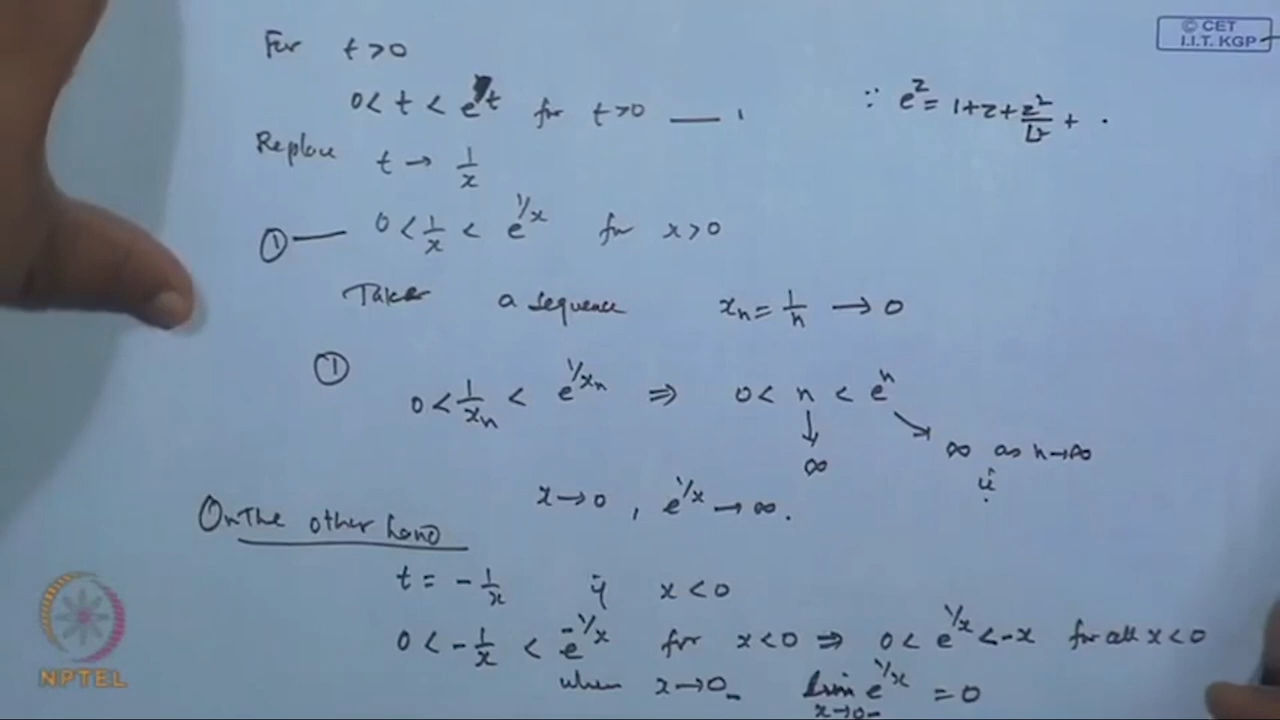 © CET
I.I.T. KGP
For t > 0
0 < t < e^t for t > 0 —— 1
∵ e^z = 1 + z + z^2/⌊2 + .
Replace t → 1/x
① —— 0 < 1/x < e^{1/x} for x > 0
Take a sequence x_n = 1/n → 0
① 0 < 1/x_n < e^{1/x_n} ⇒ 0 < n < e^n
↓ ↘
∞ ∞ as n → ∞
x → 0 , e^{1/x} → ∞ .
On the other hand
t = - 1/x if x < 0
0 < - 1/x < e^{-1/x} for x < 0 ⇒ 0 < e^{1/x} < -x for all x < 0
when x → 0- lim e^{1/x} = 0
x → 0-
NPTEL